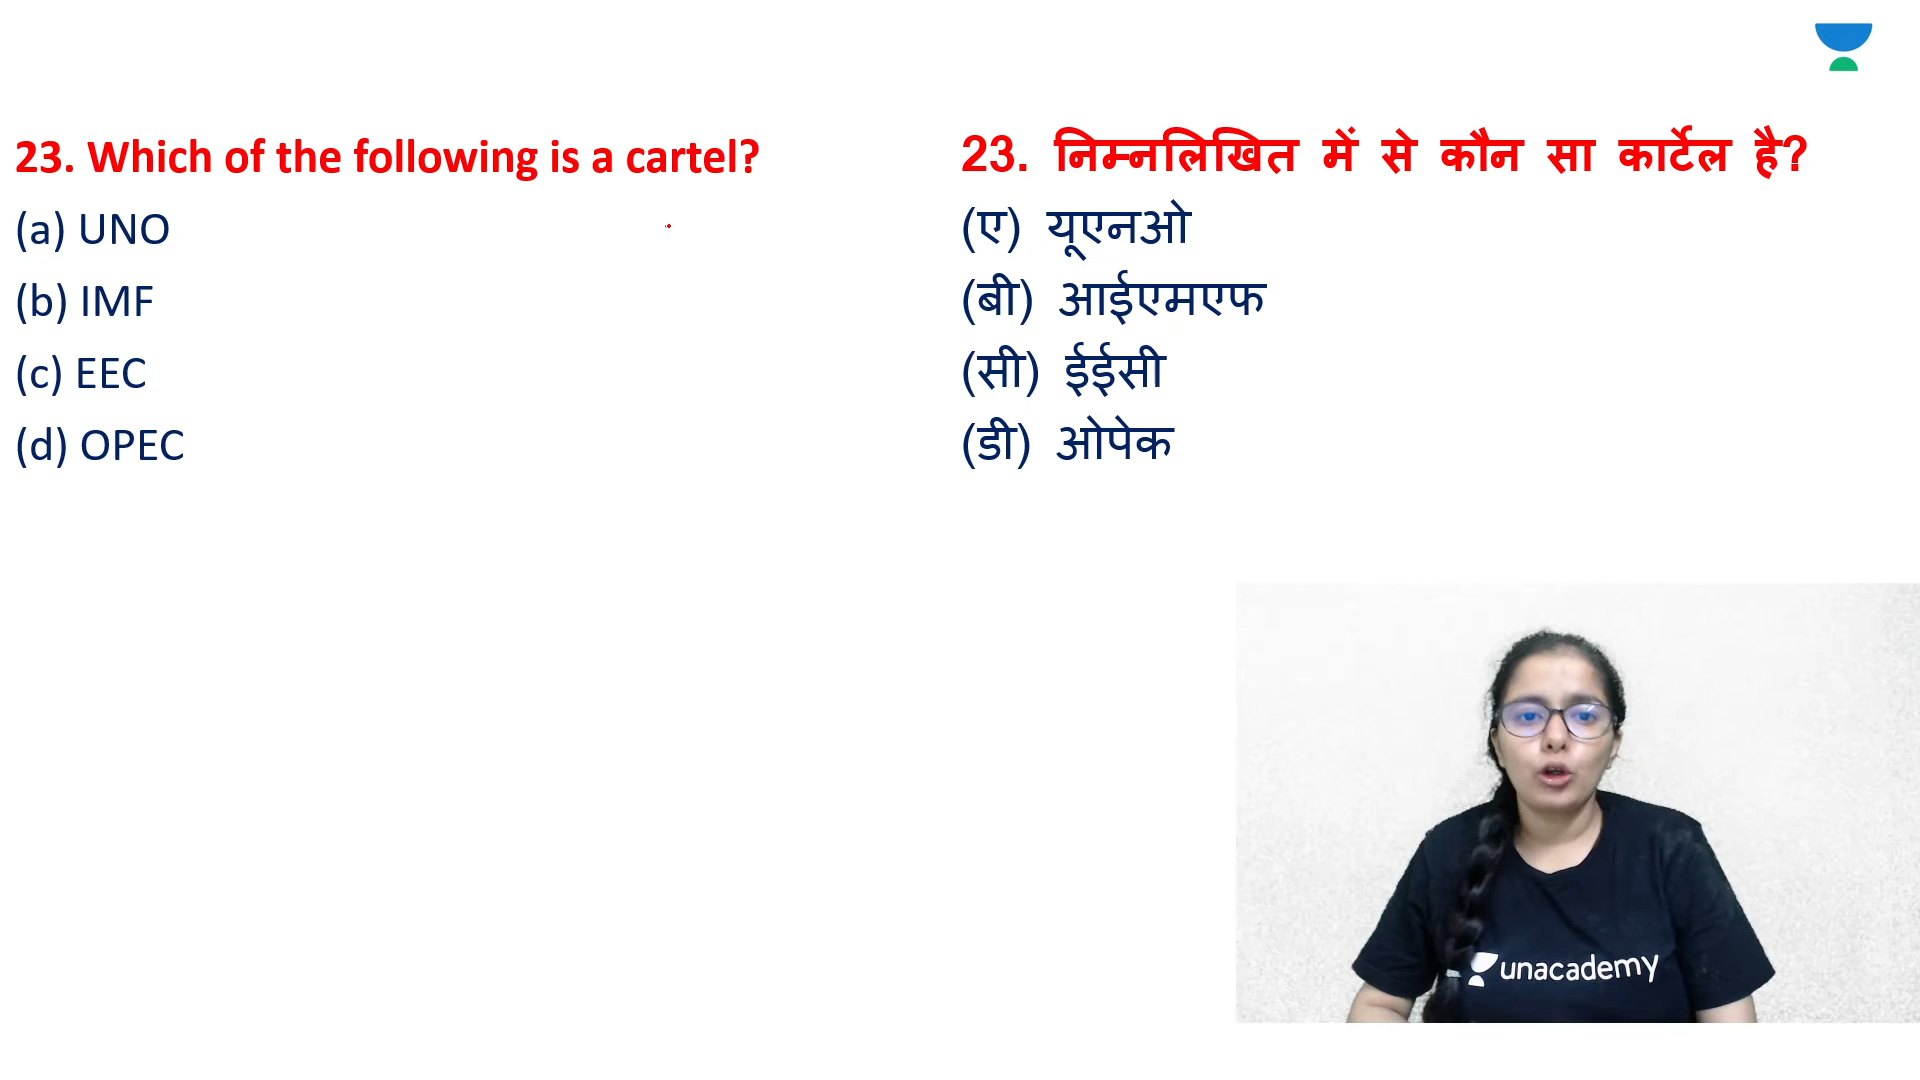 23. Which of the following is a cartel?
(a) UNO
(b) IMF
(c) EEC
(d) OPEC
23. निम्नलिखित में से कौन सा कार्टेल है?
(ए) यूएनओ
(बी) आईएमएफ
(सी) ईईसी
(डी) ओपेक
unacademy